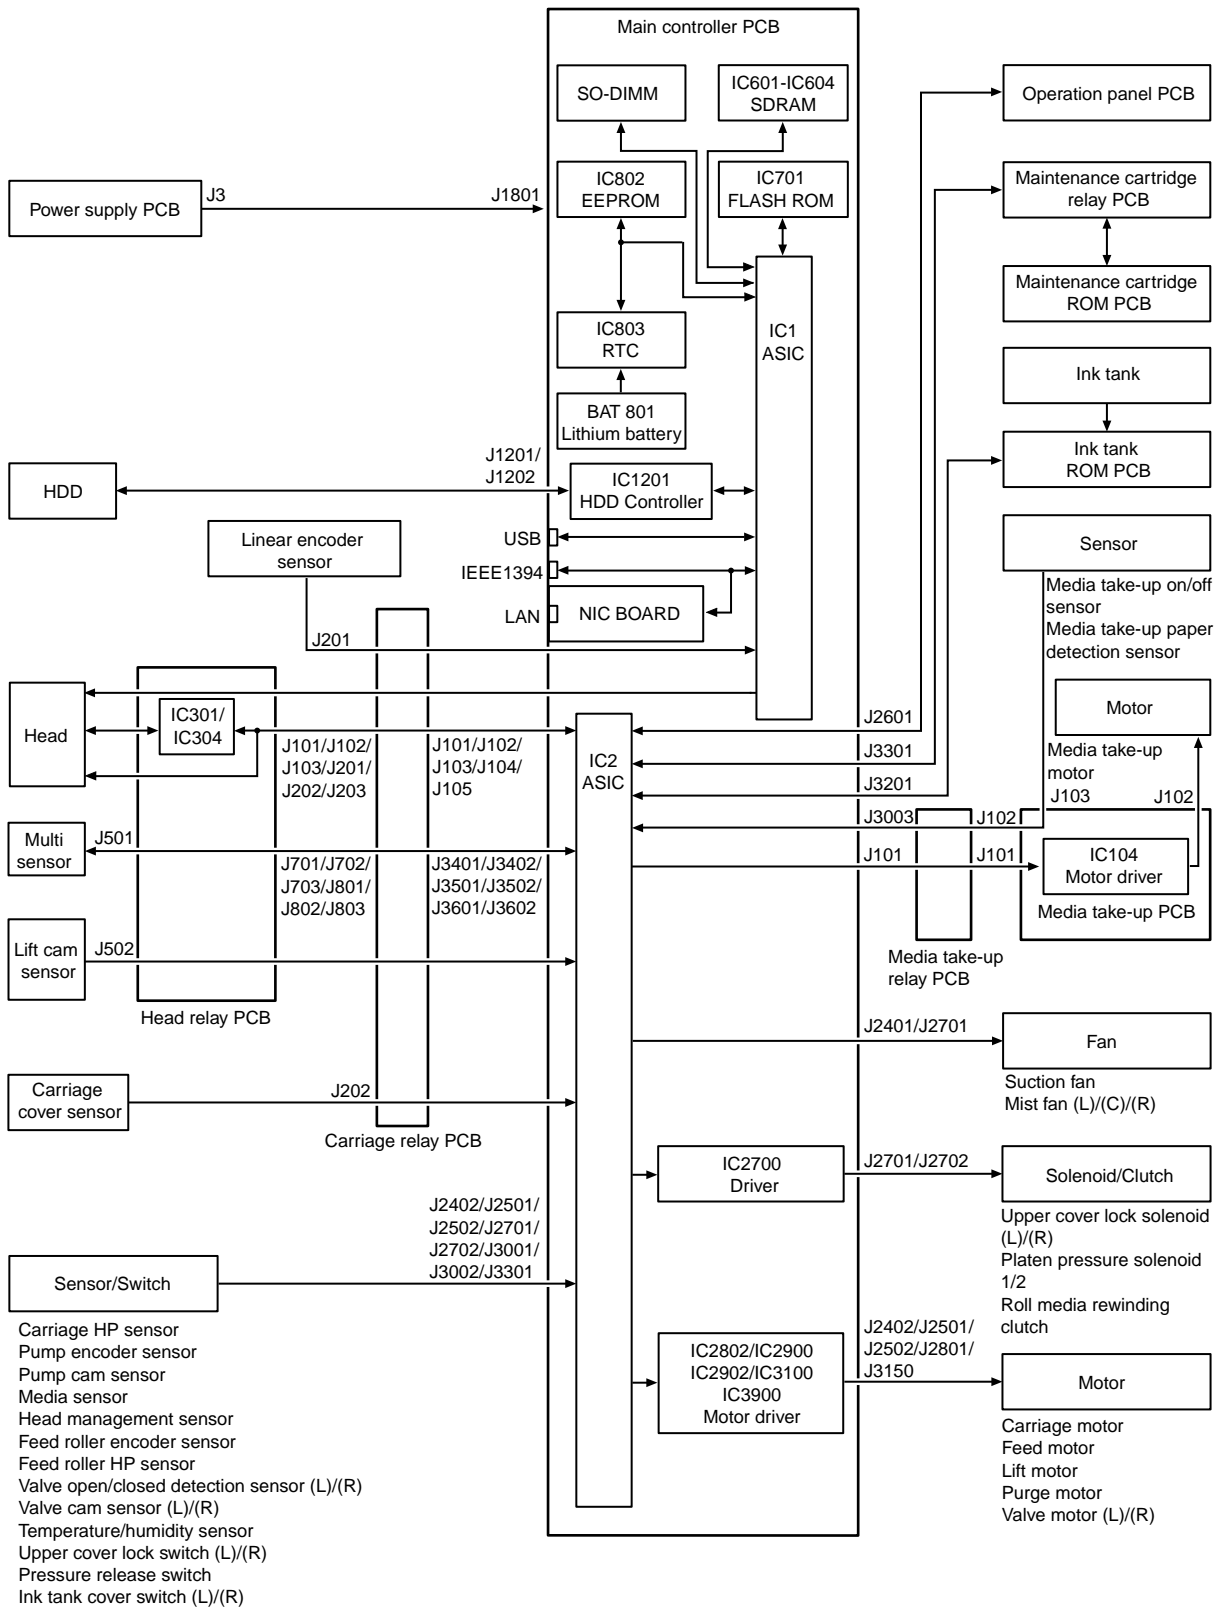 Main controller PCB
SO-DIMM
IC601-IC604
SDRAM
Operation panel PCB
IC802
EEPROM
IC701
FLASH ROM
Maintenance cartridge
relay PCB
Power supply PCB
J3
J1801
Maintenance cartridge
ROM PCB
IC803
RTC
IC1
ASIC
Ink tank
BAT 801
Lithium battery
Ink tank
ROM PCB
HDD
J1201/
J1202
IC1201
HDD Controller
Linear encoder
sensor
USB
IEEE1394
LAN
NIC BOARD
Sensor
Media take-up on/off
sensor
Media take-up paper
detection sensor
J201
Head
IC301/
IC304
J101/J102/
J103/J201/
J202/J203
J101/J102/
J103/J104/
J105
IC2
ASIC
J2601
J3301
J3201
Motor
Media take-up
motor
J103
J102
J3003
J102
J101
J101
IC104
Motor driver
Media take-up PCB
Media take-up
relay PCB
Multi
sensor
J501
J701/J702/
J703/J801/
J802/J803
J3401/J3402/
J3501/J3502/
J3601/J3602
Lift cam
sensor
J502
Head relay PCB
J2401/J2701
Fan
Suction fan
Mist fan (L)/(C)/(R)
Carriage
cover sensor
J202
Carriage relay PCB
IC2700
Driver
J2701/J2702
Solenoid/Clutch
Upper cover lock solenoid
(L)/(R)
Platen pressure solenoid
1/2
Roll media rewinding
clutch
J2402/J2501/
J2502/J2701/
J2702/J3001/
J3002/J3301
Sensor/Switch
Carriage HP sensor
Pump encoder sensor
Pump cam sensor
Media sensor
Head management sensor
Feed roller encoder sensor
Feed roller HP sensor
Valve open/closed detection sensor (L)/(R)
Valve cam sensor (L)/(R)
Temperature/humidity sensor
Upper cover lock switch (L)/(R)
Pressure release switch
Ink tank cover switch (L)/(R)
IC2802/IC2900
IC2902/IC3100
IC3900
Motor driver
J2402/J2501/
J2502/J2801/
J3150
Motor
Carriage motor
Feed motor
Lift motor
Purge motor
Valve motor (L)/(R)